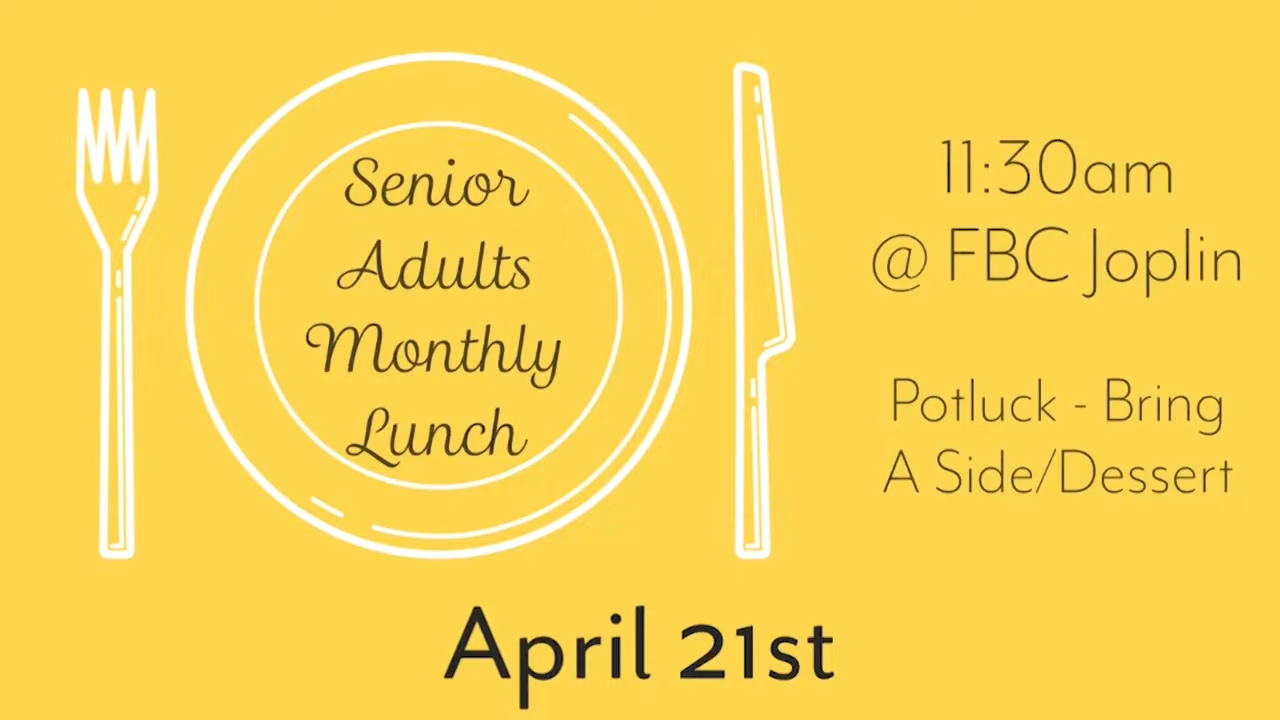 Senior
Adults
Monthly
Lunch
11:30am
@ FBC Joplin
Potluck - Bring
A Side/Dessert
April 21st